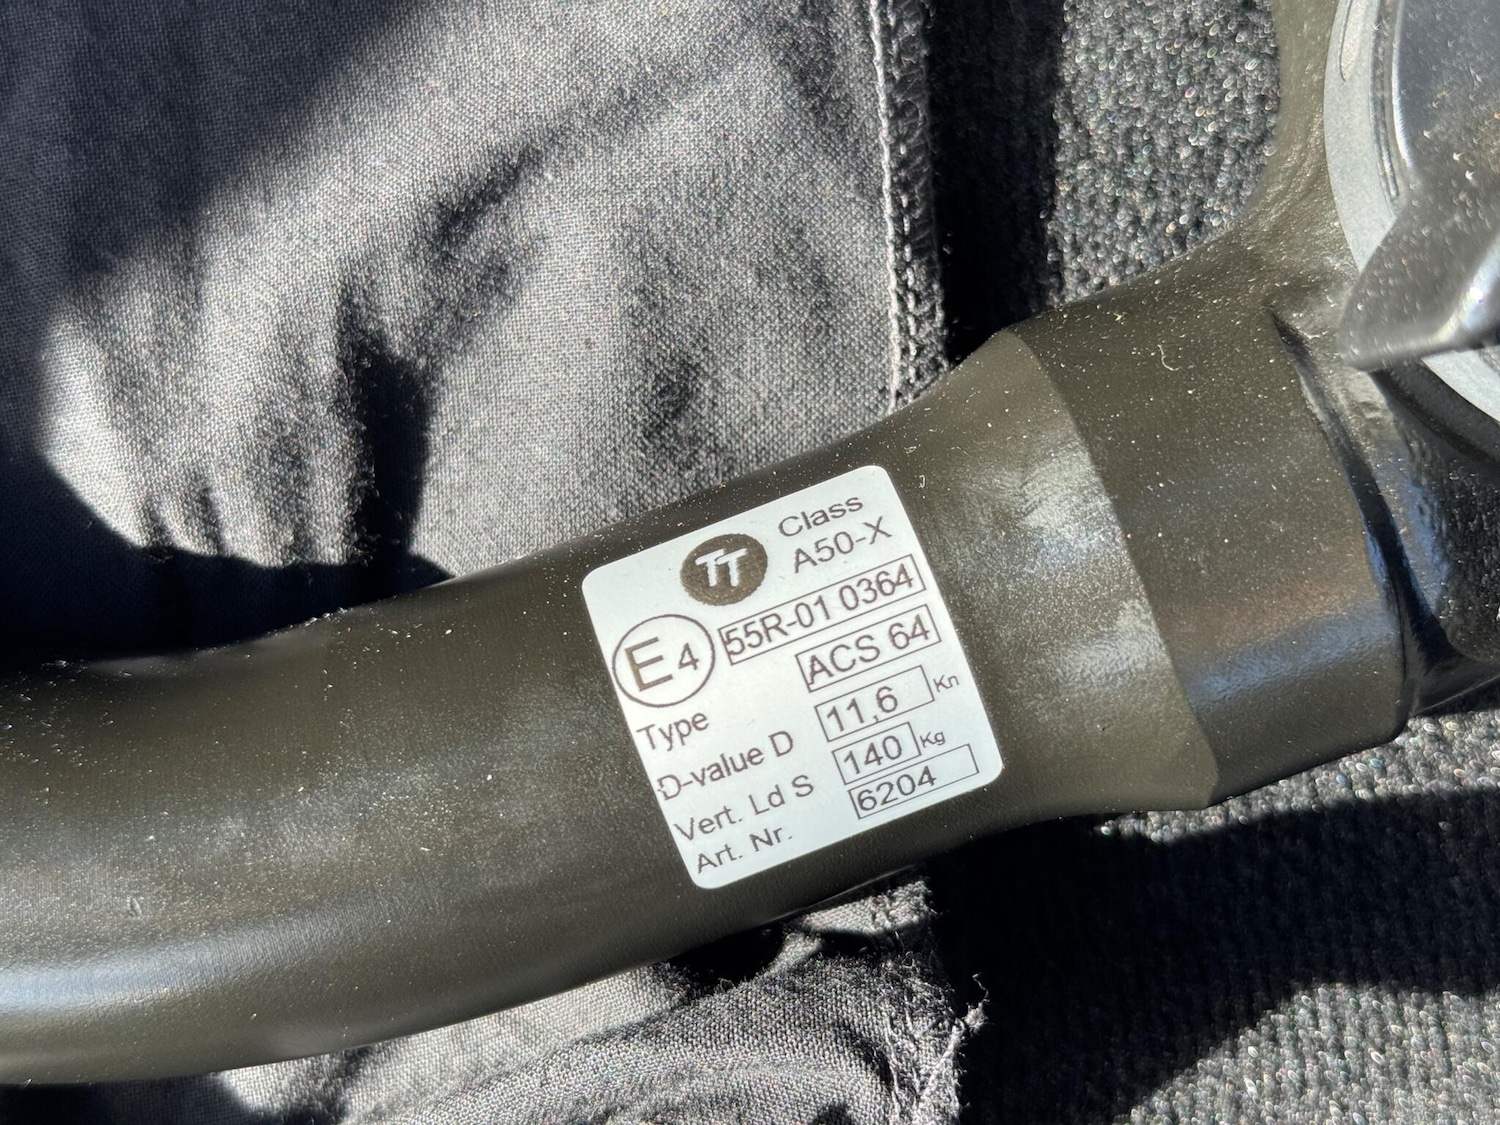 TT
Class
A50-X
E4 55R-01 0364
Type ACS 64
D-value D 11,6 Kn
Vert. Ld S 140 Kg
Art. Nr. 6204